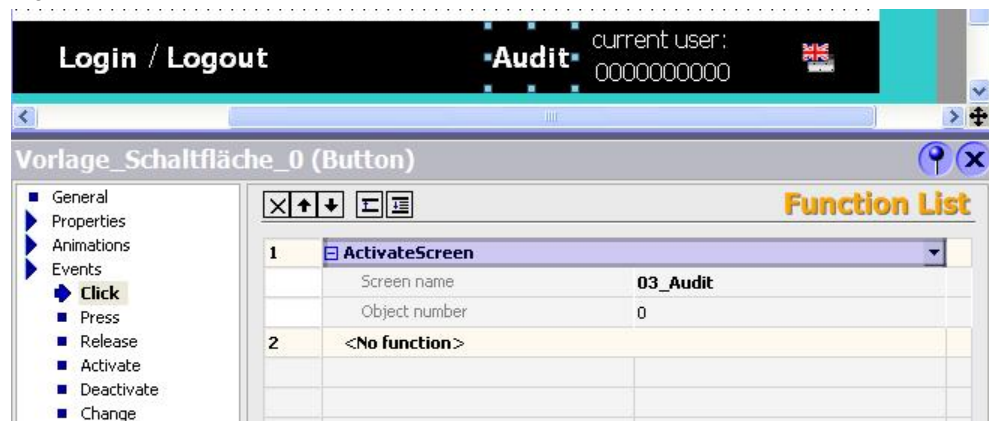 Login / Logout
Audit
current user:
0000000000
Vorlage_Schaltfläche_0 (Button)
General
Properties
Animations
Events
Click
Press
Release
Activate
Deactivate
Change
Function List
1 ActivateScreen
Screen name 03_Audit
Object number 0
2 <No function>